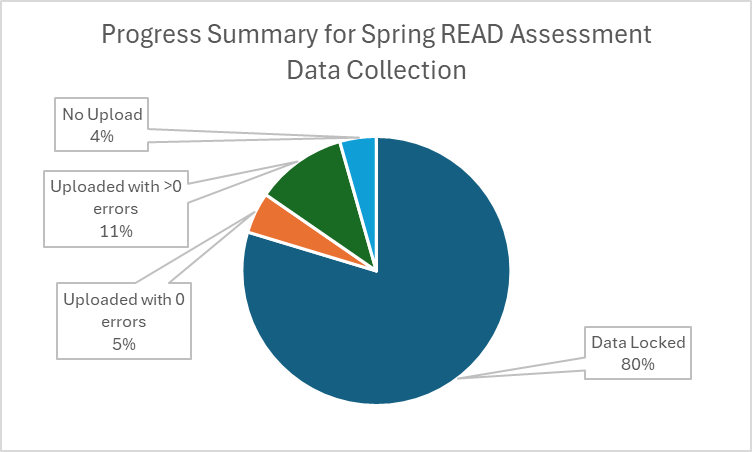 Progress Summary for Spring READ Assessment
Data Collection
No Upload
4%
Uploaded with >0
errors
11%
Uploaded with 0
errors
5%
Data Locked
80%